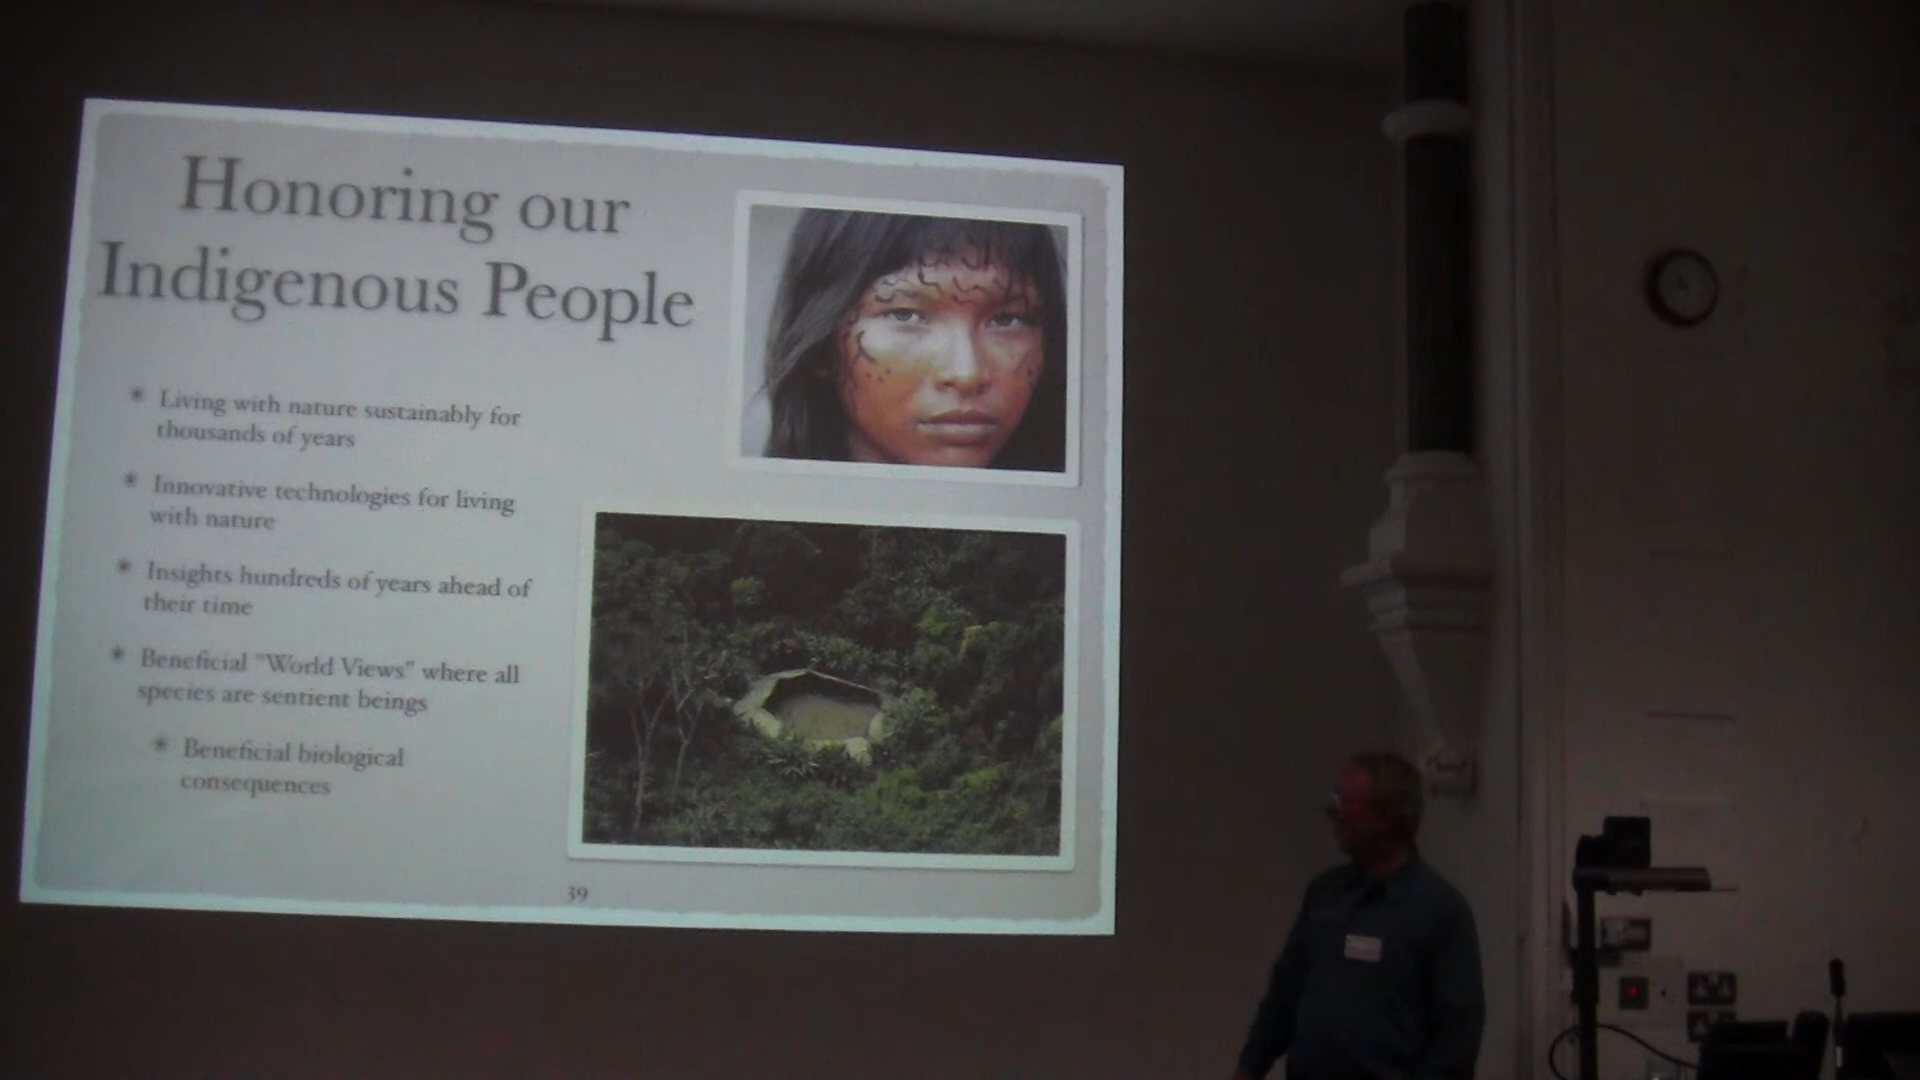 Honoring our
Indigenous People
* Living with nature sustainably for
thousands of years
* Innovative technologies for living
with nature
* Insights hundreds of years ahead of
their time
* Beneficial "World Views" where all
species are sentient beings
* Beneficial biological
consequences
39